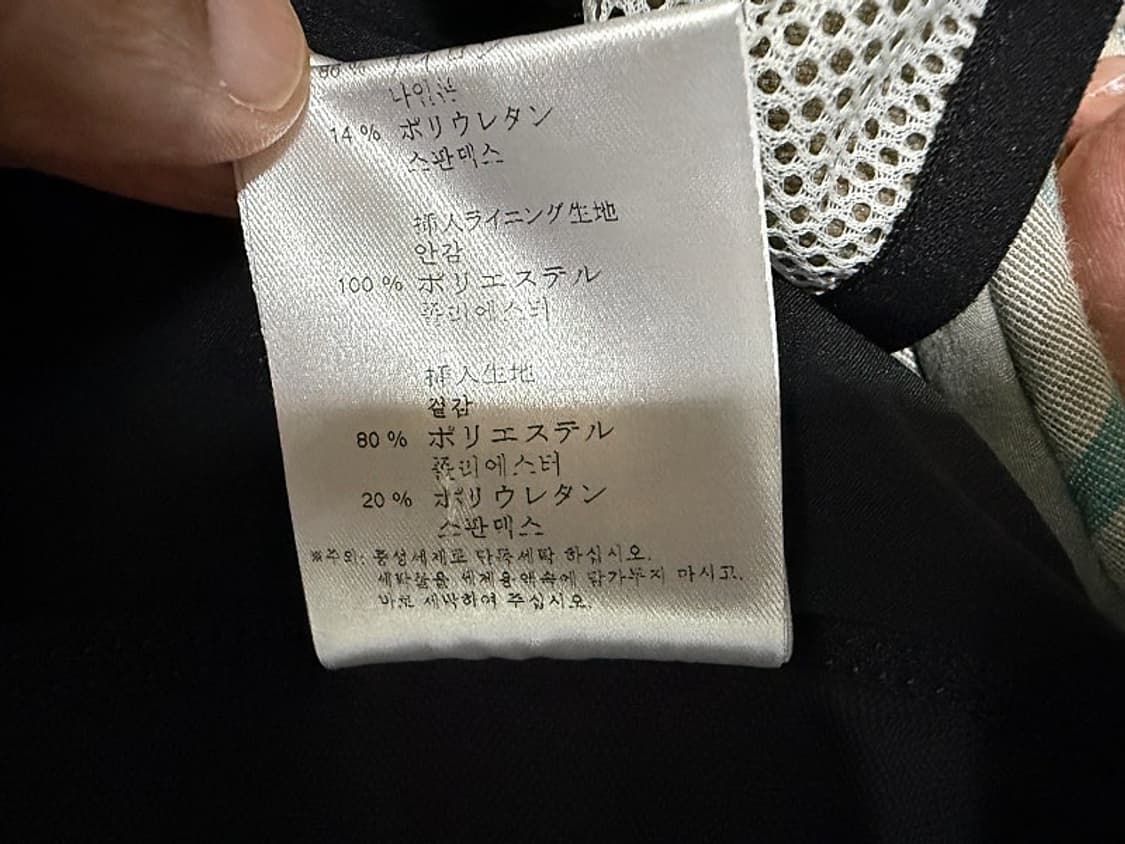 나일론
14 % ポリウレタン
스판덱스
挿入ライニング生地
안감
100 % ポリエステル
폴리에스터
挿入生地
겉감
80 % ポリエステル
폴리에스터
20 % ポリウレタン
스판덱스
※주의: 중성세제로 단독세탁 하십시오.
세탁물을 세제용액속에 담가두지 마시고,
바로 세탁하여 주십시오.